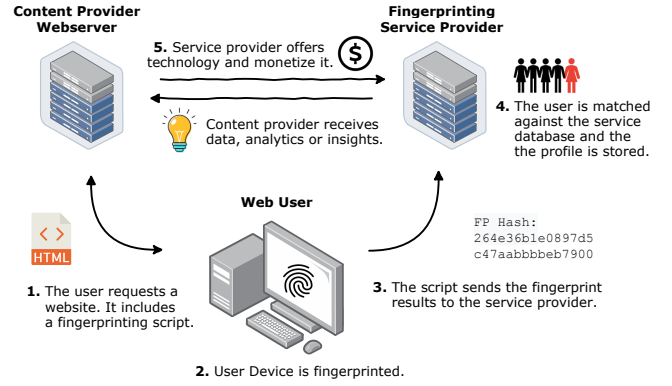 Content Provider
Webserver
Fingerprinting
Service Provider
5. Service provider offers
technology and monetize it.
$
Content provider receives
data, analytics or insights.
4. The user is matched
against the service
database and the
the profile is stored.
Web User
< >
HTML
1. The user requests a
website. It includes
a fingerprinting script.
FP Hash:
264e36b1e0897d5
c47aabbbbeb7900
3. The script sends the fingerprint
results to the service provider.
2. User Device is fingerprinted.